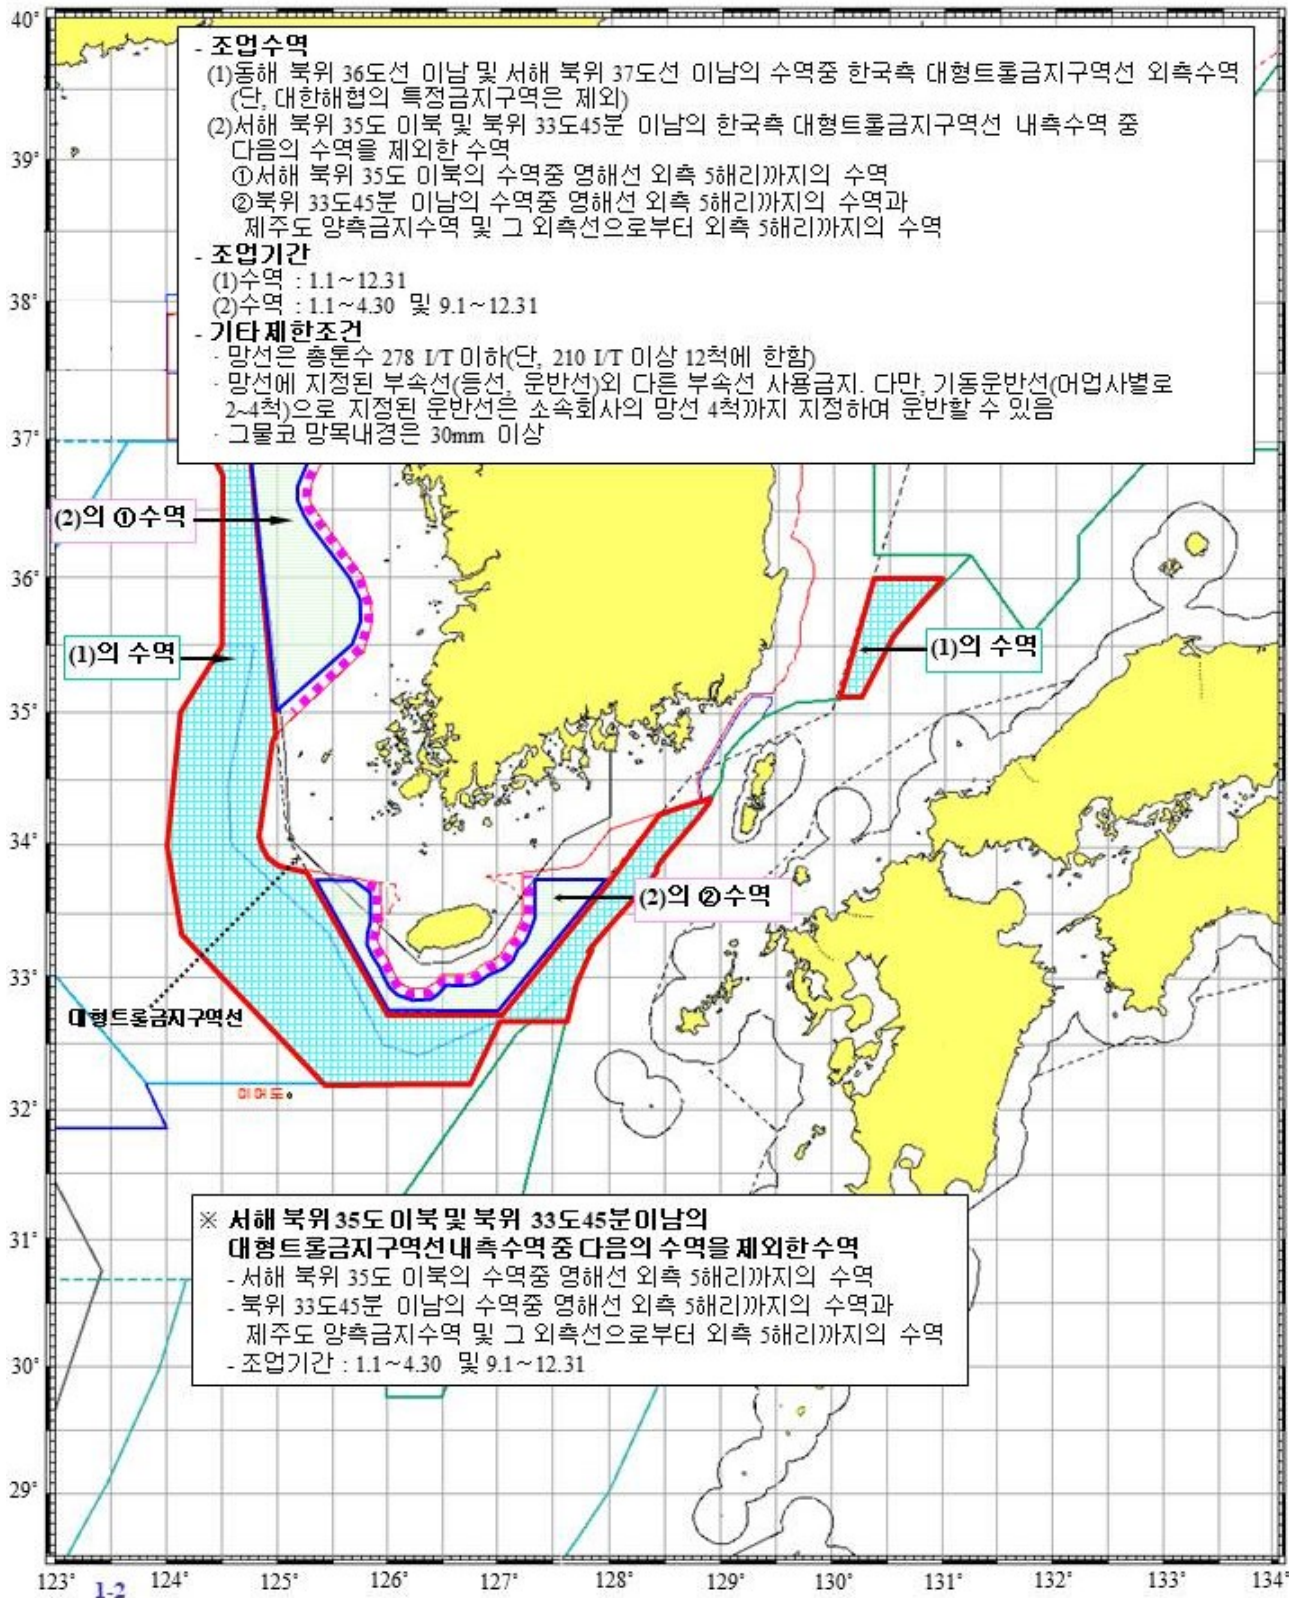 - 조업수역
(1)동해 북위 36도선 이남 및 서해 북위 37도선 이남의 수역중 한국측 대형트롤금지구역선 외측수역
(단, 대한해협의 특정금지구역은 제외)
(2)서해 북위 35도 이북 및 북위 33도45분 이남의 한국측 대형트롤금지구역선 내측수역 중
다음의 수역을 제외한 수역
①서해 북위 35도 이북의 수역중 영해선 외측 5해리까지의 수역
②북위 33도45분 이남의 수역중 영해선 외측 5해리까지의 수역과
제주도 양측금지수역 및 그 외측선으로부터 외측 5해리까지의 수역
- 조업기간
(1)수역 : 1.1~12.31
(2)수역 : 1.1~4.30 및 9.1~12.31
- 기타제한조건
· 망선은 총톤수 278 I/T 이하(단, 210 I/T 이상 12척에 한함)
· 망선에 지정된 부속선(등선, 운반선)외 다른 부속선 사용금지. 다만, 기동운반선(어업사별로
2~4척)으로 지정된 운반선은 소속회사의 망선 4척까지 지정하여 운반할 수 있음
· 그물코 망목내경은 30mm 이상
40°
39°
38°
37°
36°
35°
34°
33°
32°
31°
30°
29°
(2)의 ①수역
(1)의 수역
(1)의 수역
(2)의 ②수역
대형트롤금지구역선
이어도
※ 서해 북위 35도 이북 및 북위 33도45분 이남의
대형트롤금지구역선 내측수역 중 다음의 수역을 제외한 수역
- 서해 북위 35도 이북의 수역중 영해선 외측 5해리까지의 수역
- 북위 33도45분 이남의 수역중 영해선 외측 5해리까지의 수역과
제주도 양측금지수역 및 그 외측선으로부터 외측 5해리까지의 수역
- 조업기간 : 1.1~4.30 및 9.1~12.31
123° 124° 125° 126° 127° 128° 129° 130° 131° 132° 133° 134°
1-2